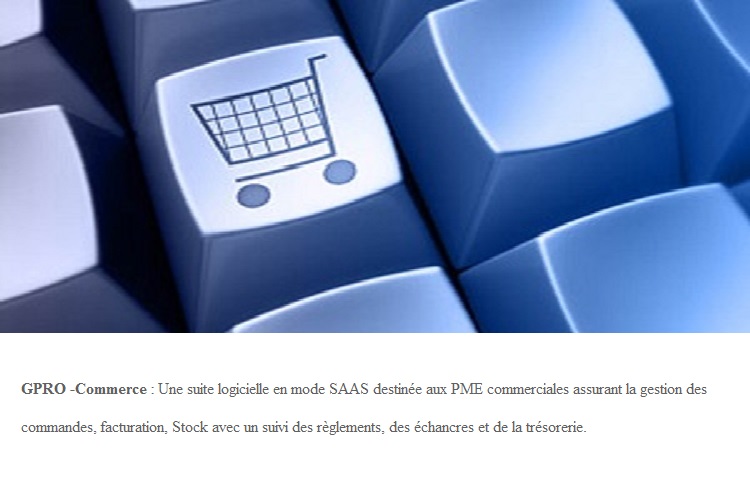 GPRO -Commerce : Une suite logicielle en mode SAAS destinée aux PME commerciales assurant la gestion des
commandes, facturation, Stock avec un suivi des règlements, des échancres et de la trésorerie.